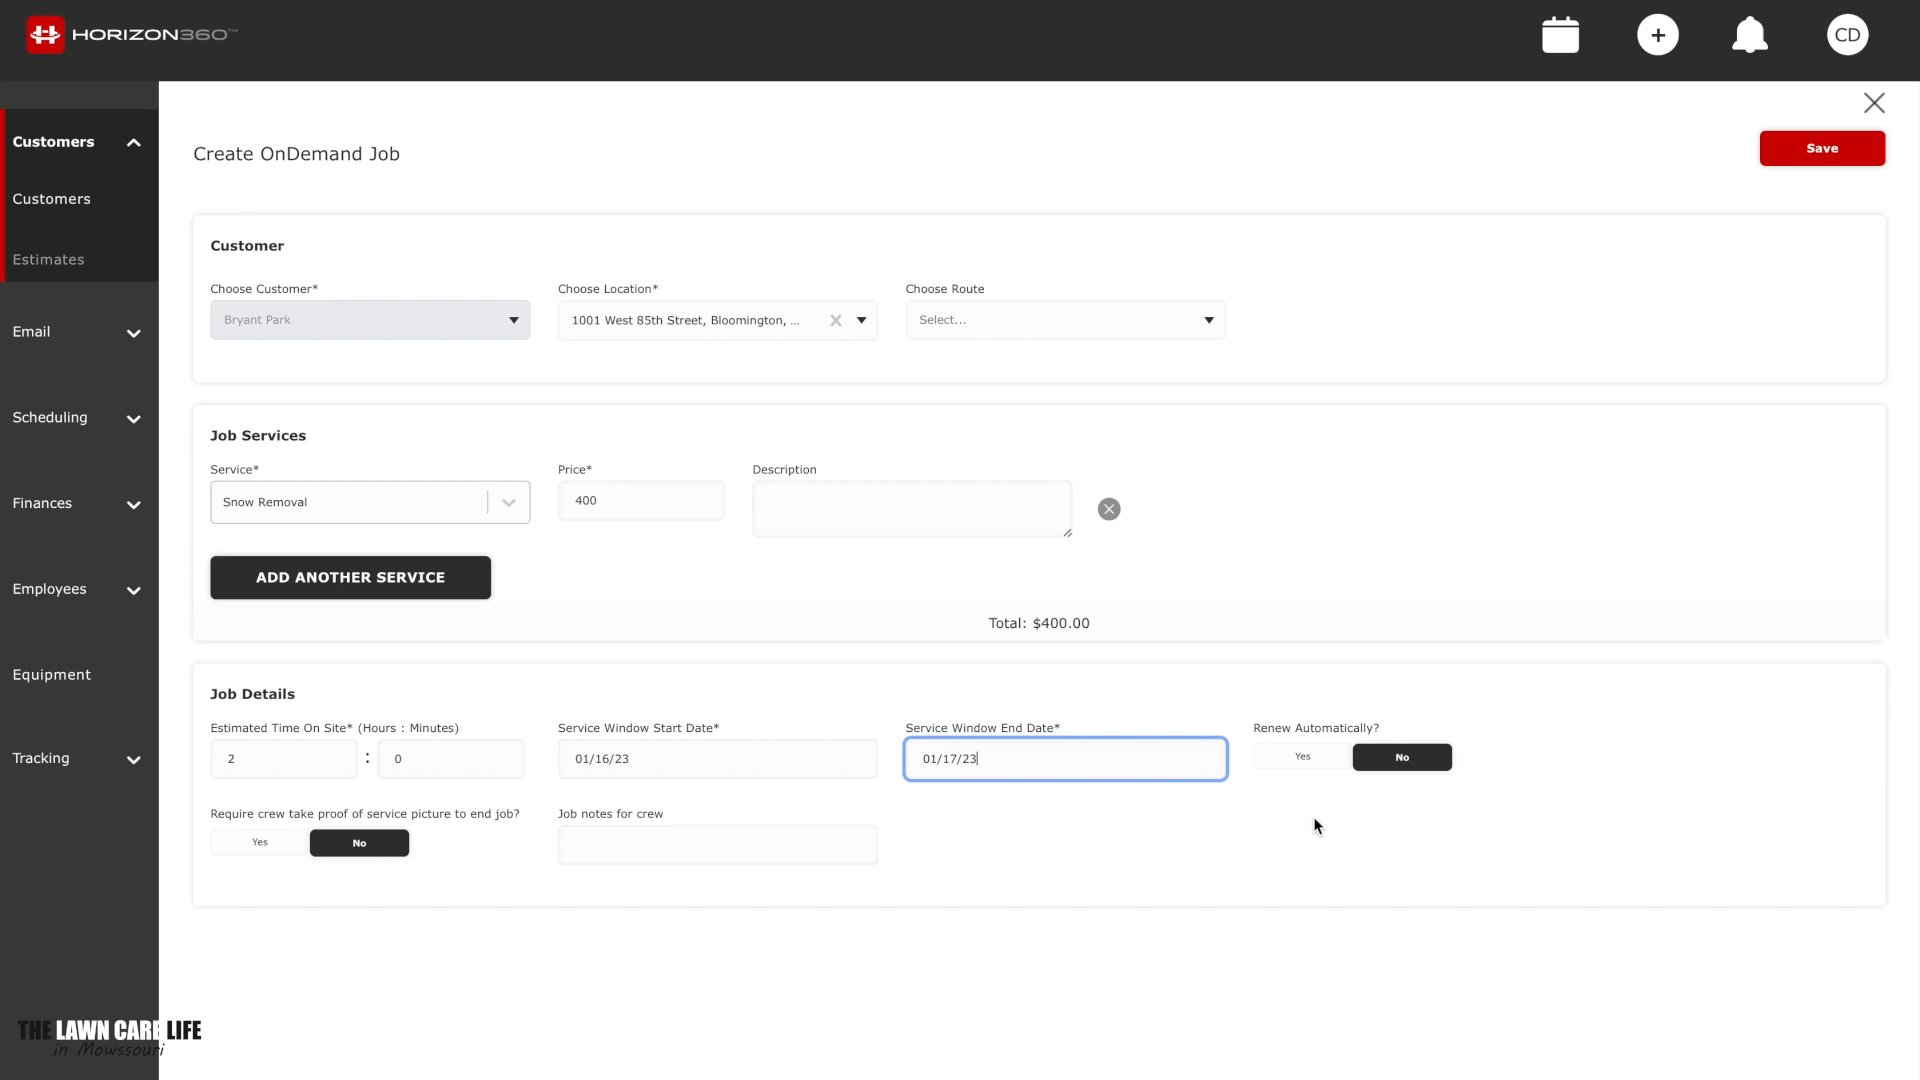 HORIZON360™
CD
Customers
Customers
Estimates
Email
Scheduling
Finances
Employees
Equipment
Tracking
Create OnDemand Job
Save
Customer
Choose Customer*
Choose Location*
Choose Route
Bryant Park
1001 West 85th Street, Bloomington, ...
Select...
Job Services
Service*
Price*
Description
Snow Removal
400
ADD ANOTHER SERVICE
Total: $400.00
Job Details
Estimated Time On Site* (Hours : Minutes)
Service Window Start Date*
Service Window End Date*
Renew Automatically?
2 : 0
01/16/23
01/17/23
Yes
No
Require crew take proof of service picture to end job?
Job notes for crew
Yes
No
THE LAWN CARE LIFE
in Mowssouri